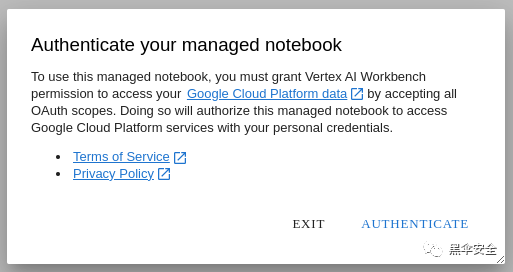 Authenticate your managed notebook
To use this managed notebook, you must grant Vertex AI Workbench
permission to access your Google Cloud Platform data by accepting all
OAuth scopes. Doing so will authorize this managed notebook to access
Google Cloud Platform services with your personal credentials.
Terms of Service
Privacy Policy
EXIT AUTHENTICATE
黑伞安全